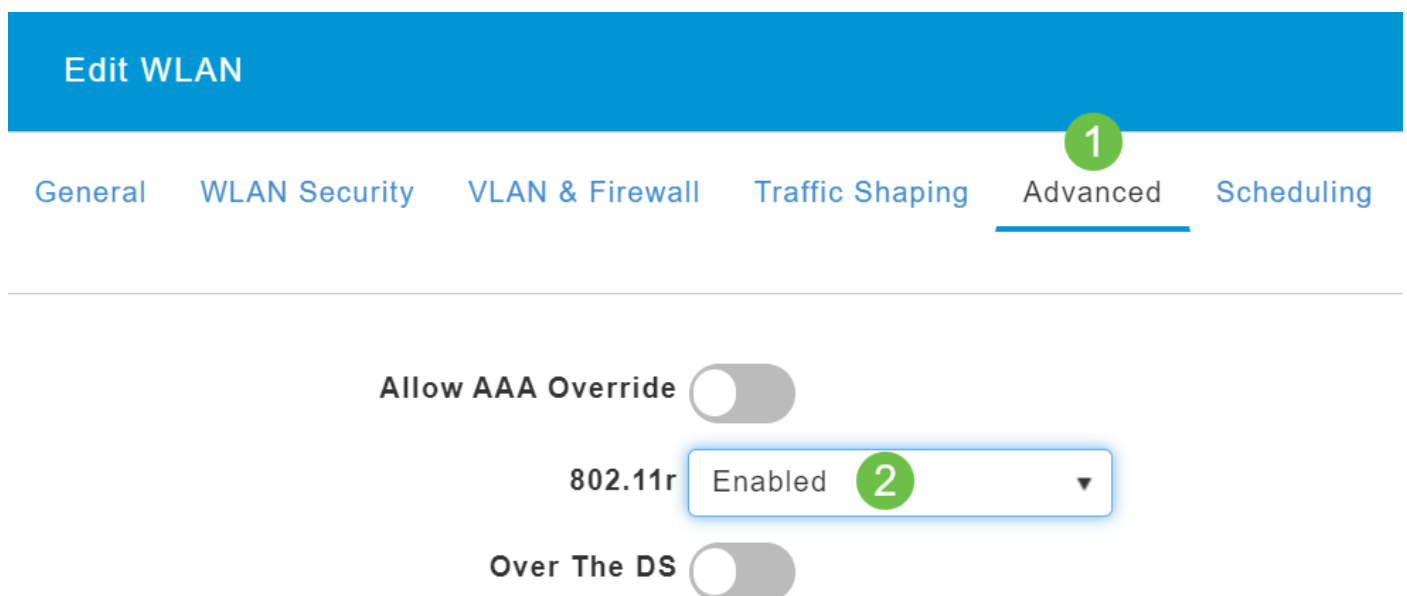 Edit WLAN
1
General WLAN Security VLAN & Firewall Traffic Shaping Advanced Scheduling
Allow AAA Override
802.11r Enabled 2
Over The DS